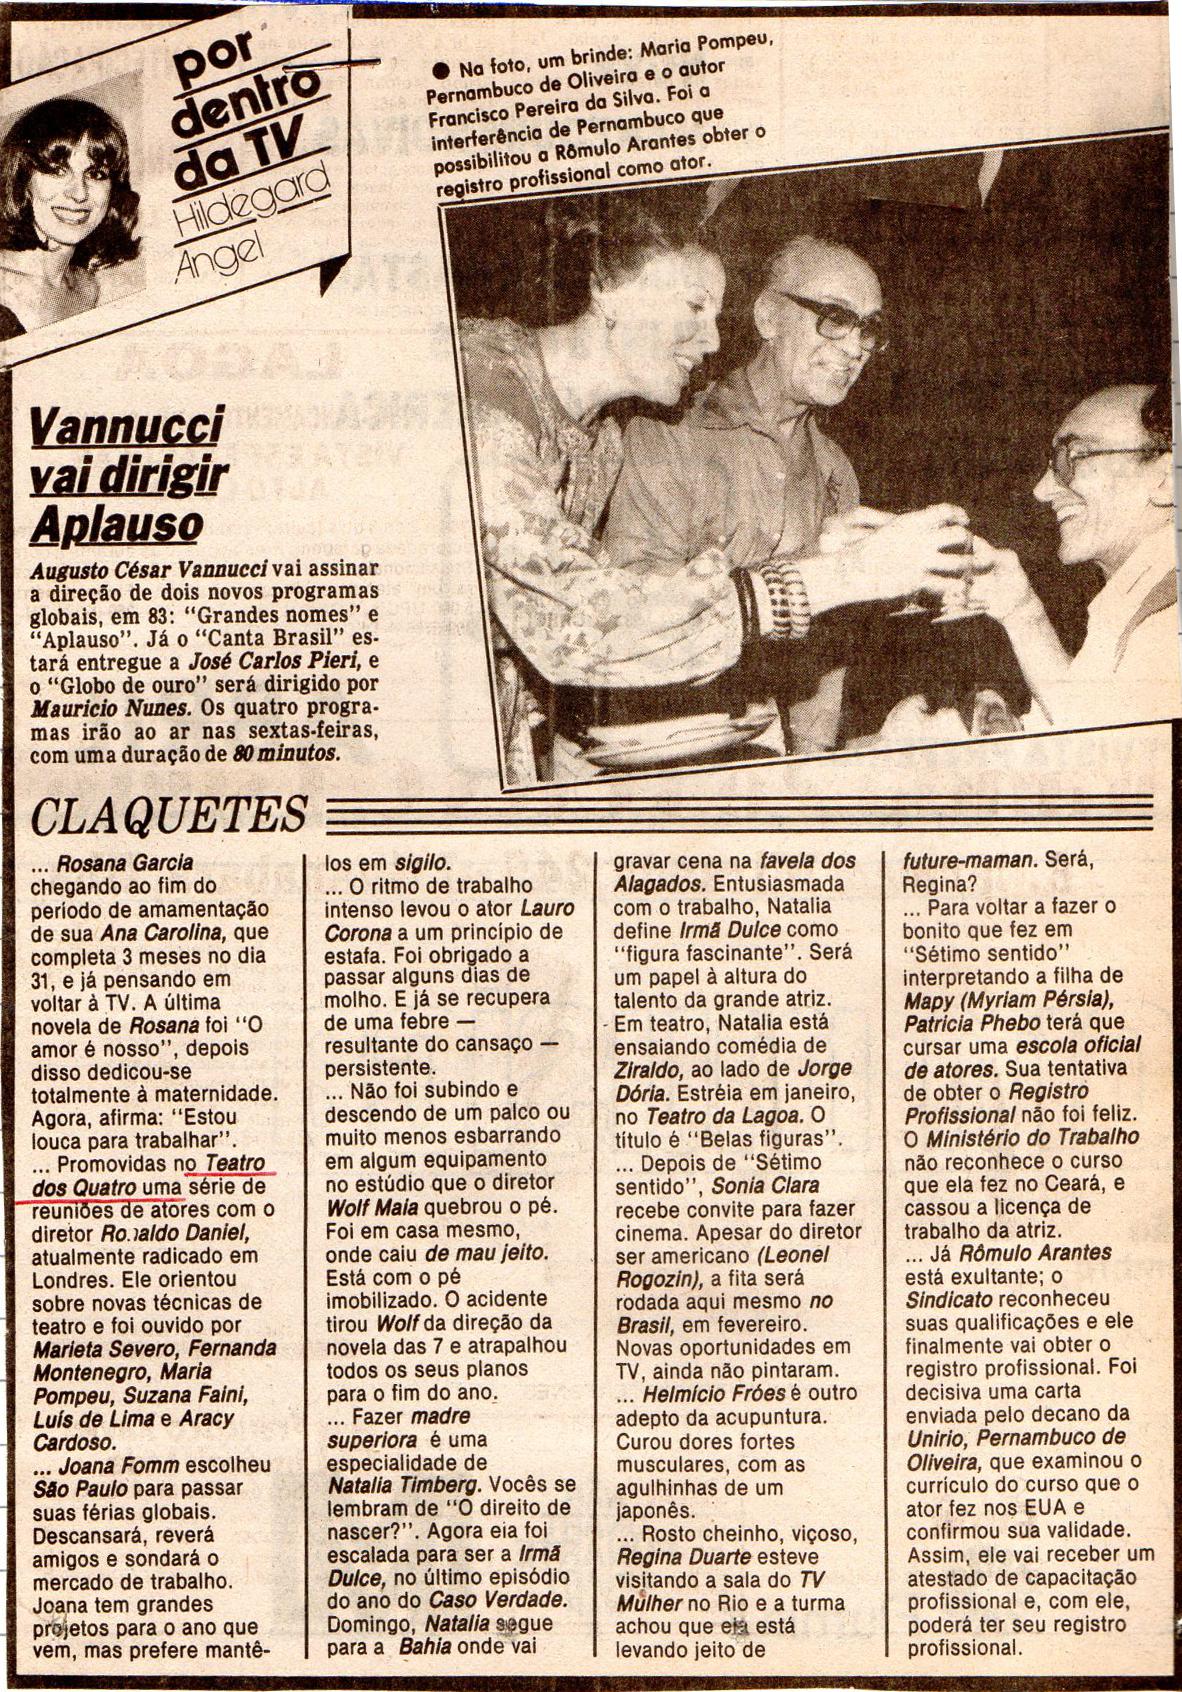 por
dentro
da TV
Hildegard
Angel
● Na foto, um brinde: Maria Pompeu,
Pernambuco de Oliveira e o autor
Francisco Pereira da Silva. Foi a
interferência de Pernambuco que
possibilitou a Rômulo Arantes obter o
registro profissional como ator.
Vannucci
vai dirigir
Aplauso
Augusto César Vannucci vai assinar
a direção de dois novos programas
globais, em 83: “Grandes nomes” e
“Aplauso”. Já o “Canta Brasil” es-
tará entregue a José Carlos Pieri, e
o “Globo de ouro” será dirigido por
Mauricio Nunes. Os quatro progra-
mas irão ao ar nas sextas-feiras,
com uma duração de 80 minutos.
CLAQUETES
... Rosana Garcia
chegando ao fim do
período de amamentação
de sua Ana Carolina, que
completa 3 meses no dia
31, e já pensando em
voltar à TV. A última
novela de Rosana foi “O
amor é nosso”, depois
disso dedicou-se
totalmente à maternidade.
Agora, afirma: “Estou
louca para trabalhar”.
... Promovidas no Teatro
dos Quatro uma série de
reuniões de atores com o
diretor Ronaldo Daniel,
atualmente radicado em
Londres. Ele orientou
sobre novas técnicas de
teatro e foi ouvido por
Marieta Severo, Fernanda
Montenegro, Maria
Pompeu, Suzana Faini,
Luís de Lima e Aracy
Cardoso.
... Joana Fomm escolheu
São Paulo para passar
suas férias globais.
Descansará, reverá
amigos e sondará o
mercado de trabalho.
Joana tem grandes
projetos para o ano que
vem, mas prefere mantê-
los em sigilo.
... O ritmo de trabalho
intenso levou o ator Lauro
Corona a um princípio de
estafa. Foi obrigado a
passar alguns dias de
molho. E já se recupera
de uma febre —
resultante do cansaço —
persistente.
... Não foi subindo e
descendo de um palco ou
muito menos esbarrando
em algum equipamento
no estúdio que o diretor
Wolf Maia quebrou o pé.
Foi em casa mesmo,
onde caiu de mau jeito.
Está com o pé
imobilizado. O acidente
tirou Wolf da direção da
novela das 7 e atrapalhou
todos os seus planos
para o fim do ano.
... Fazer madre
superiora é uma
especialidade de
Natalia Timberg. Vocês se
lembram de “O direito de
nascer?”. Agora eia foi
escalada para ser a Irmã
Dulce, no último episódio
do ano do Caso Verdade.
Domingo, Natalia segue
para a Bahia onde vai
gravar cena na favela dos
Alagados. Entusiasmada
com o trabalho, Natalia
define Irmã Dulce como
“figura fascinante”. Será
um papel à altura do
talento da grande atriz.
Em teatro, Natalia está
ensaiando comédia de
Ziraldo, ao lado de Jorge
Dória. Estréia em janeiro,
no Teatro da Lagoa. O
título é “Belas figuras”.
... Depois de “Sétimo
sentido”, Sonia Clara
recebe convite para fazer
cinema. Apesar do diretor
ser americano (Leonel
Rogozin), a fita será
rodada aqui mesmo no
Brasil, em fevereiro.
Novas oportunidades em
TV, ainda não pintaram.
... Helmício Fróes é outro
adepto da acupuntura.
Curou dores fortes
musculares, com as
agulhinhas de um
japonês.
... Rosto cheinho, viçoso,
Regina Duarte esteve
visitando a sala do TV
Mulher no Rio e a turma
achou que ela está
levando jeito de
future-maman. Será,
Regina?
... Para voltar a fazer o
bonito que fez em
“Sétimo sentido”
interpretando a filha de
Mapy (Myriam Pérsia),
Patricia Phebo terá que
cursar uma escola oficial
de atores. Sua tentativa
de obter o Registro
Profissional não foi feliz.
O Ministério do Trabalho
não reconhece o curso
que ela fez no Ceará, e
cassou a licença de
trabalho da atriz.
... Já Rômulo Arantes
está exultante; o
Sindicato reconheceu
suas qualificações e ele
finalmente vai obter o
registro profissional. Foi
decisiva uma carta
enviada pelo decano da
Unirio, Pernambuco de
Oliveira, que examinou o
currículo do curso que o
ator fez nos EUA e
confirmou sua validade.
Assim, ele vai receber um
atestado de capacitação
profissional e, com ele,
poderá ter seu registro
profissional.